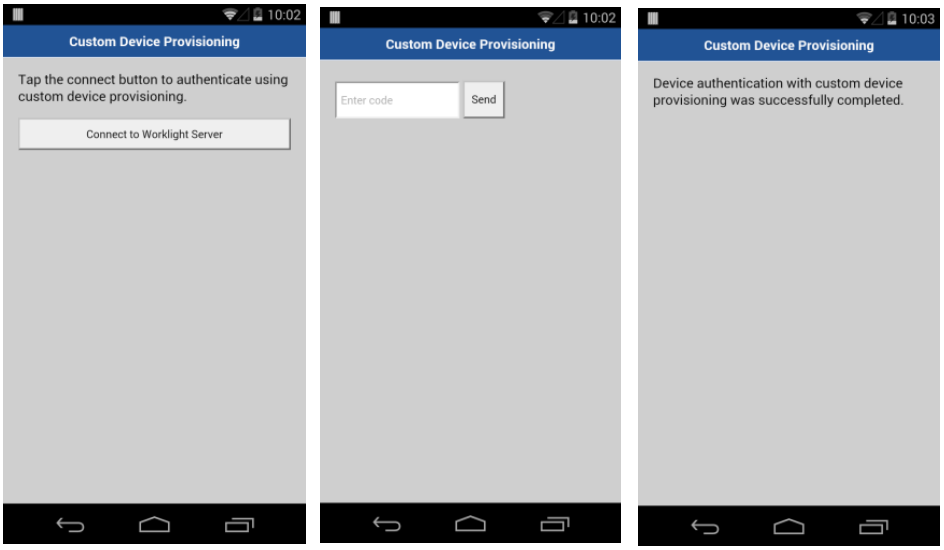 10:02
Custom Device Provisioning
Tap the connect button to authenticate using
custom device provisioning.
Connect to Worklight Server
10:02
Custom Device Provisioning
Enter code
Send
10:03
Custom Device Provisioning
Device authentication with custom device
provisioning was successfully completed.